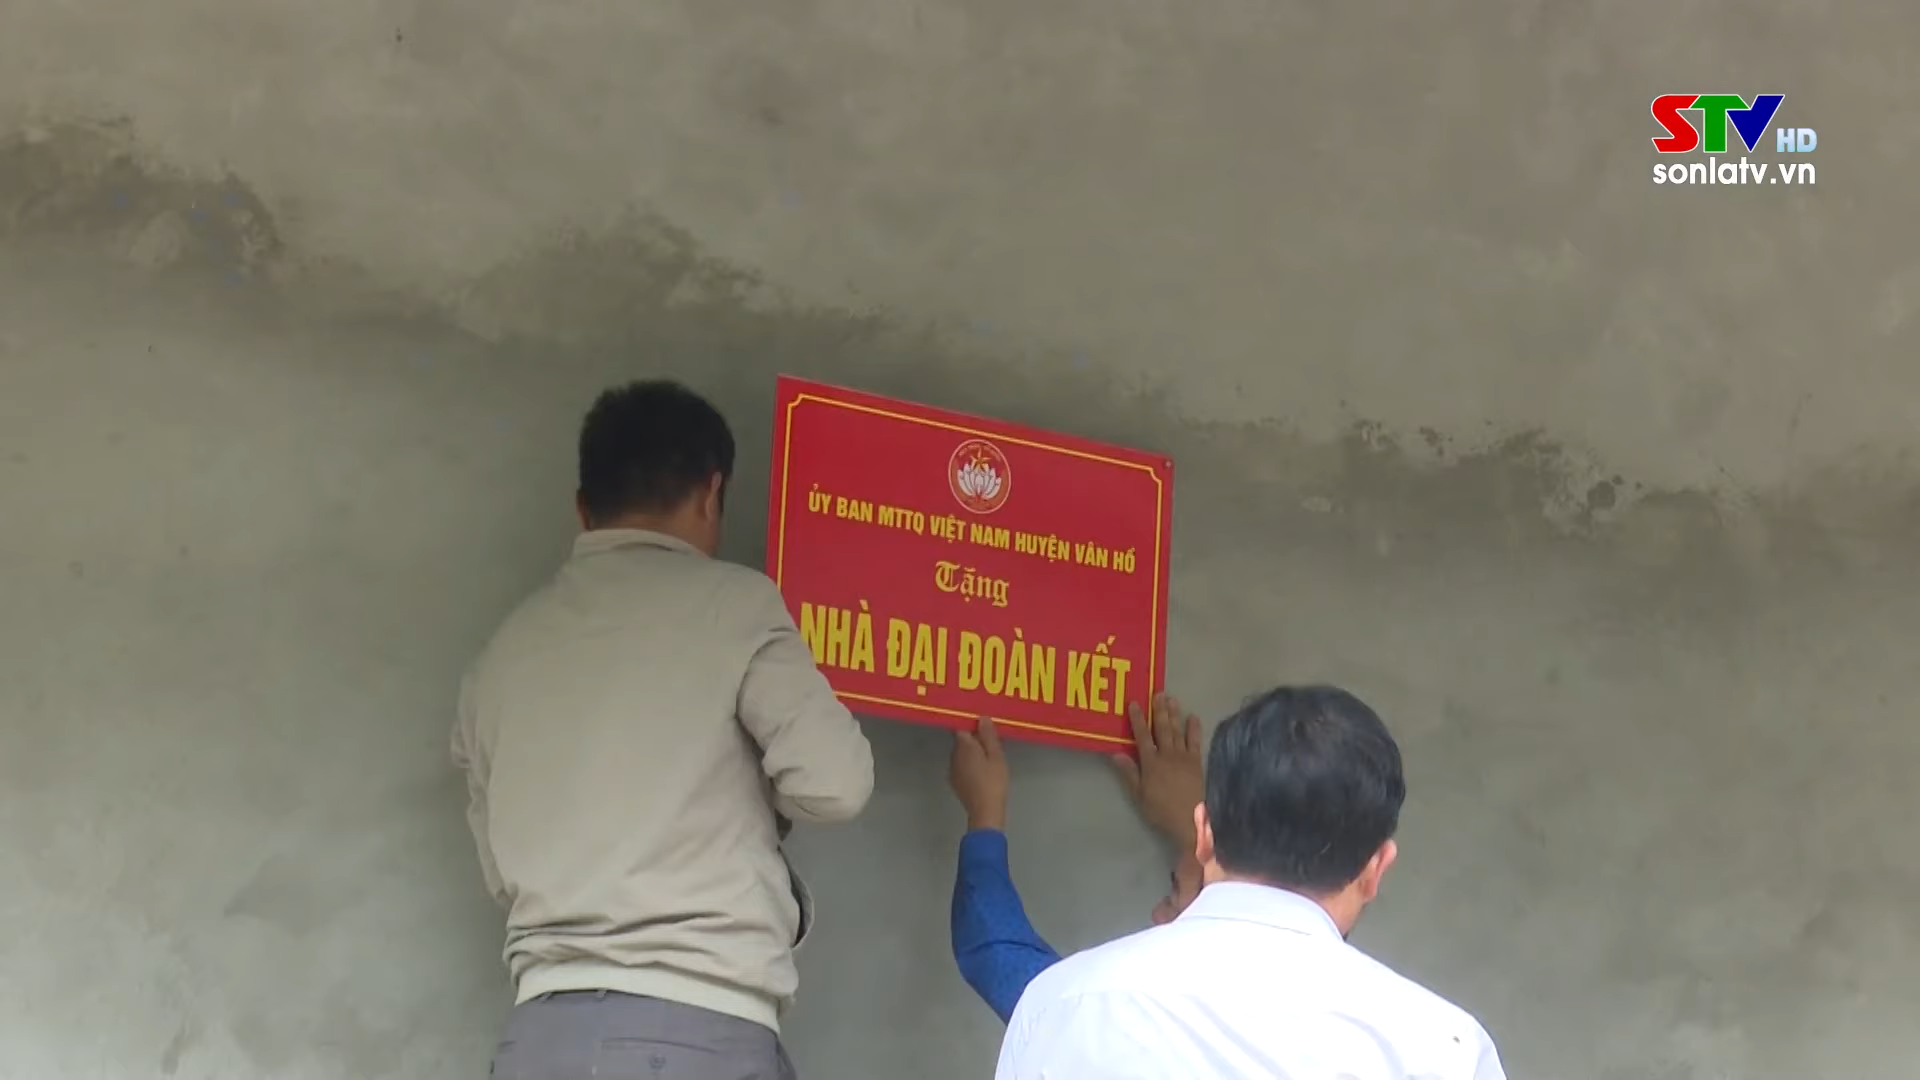 STV HD
sonlatv.vn
ỦY BAN MTTQ VIỆT NAM HUYỆN VÂN HỒ
Tặng
NHÀ ĐẠI ĐOÀN KẾT